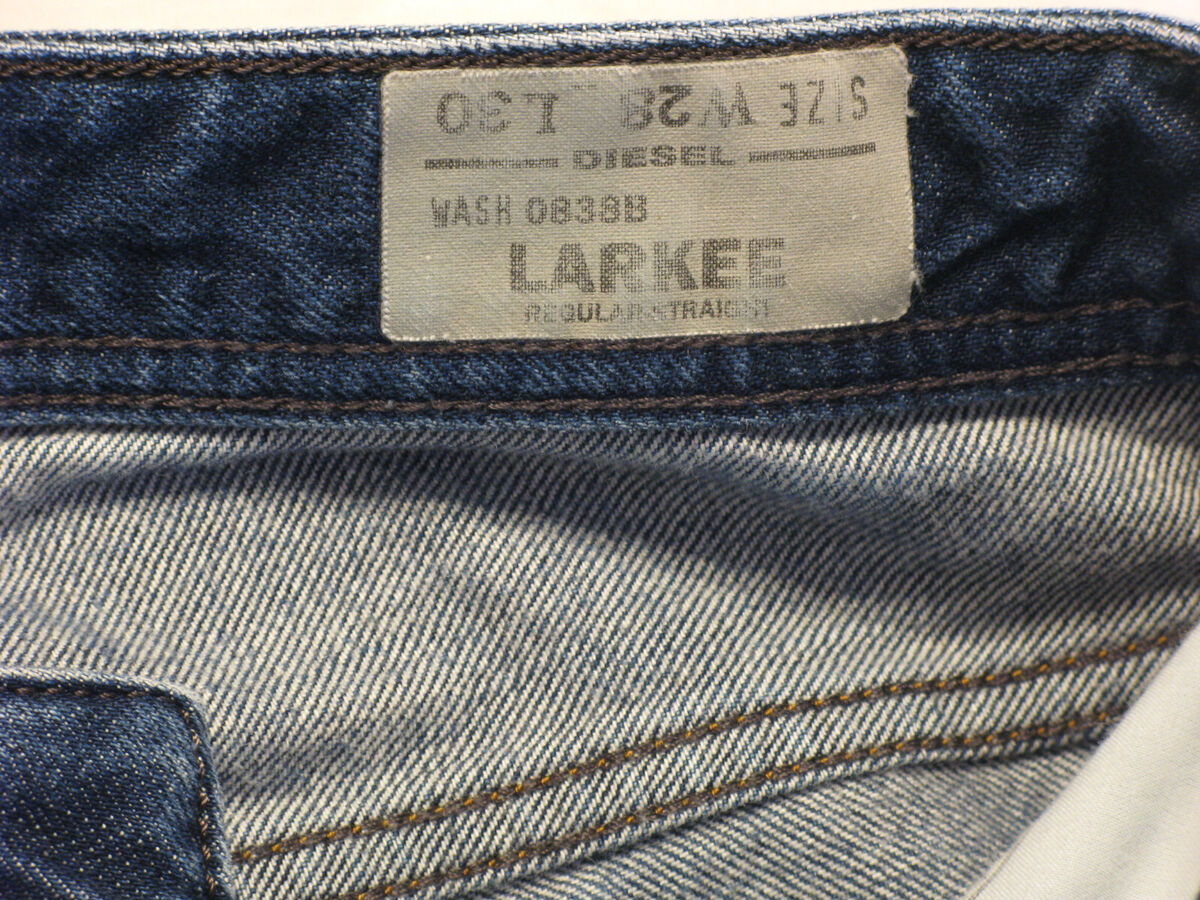 SIZE W28 L30
DIESEL
WASH 0838B
LARKEE
REGULAR-STRAIGHT